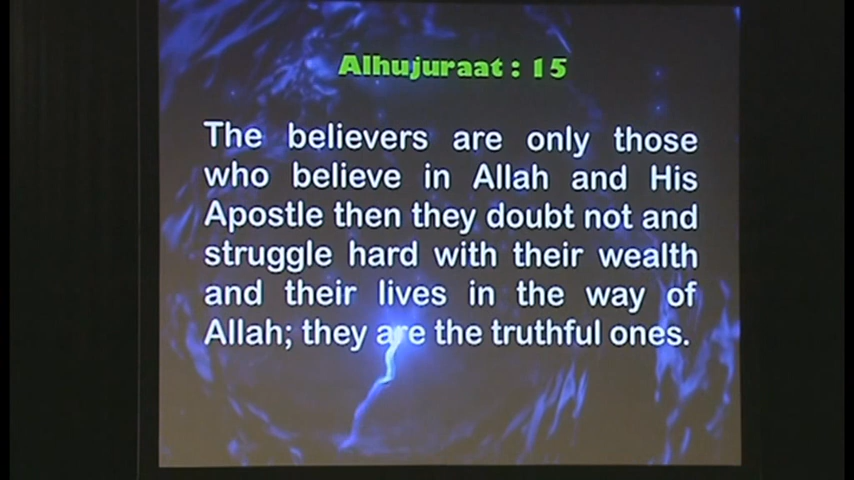 Alhujuraat : 15
The believers are only those
who believe in Allah and His
Apostle then they doubt not and
struggle hard with their wealth
and their lives in the way of
Allah; they are the truthful ones.